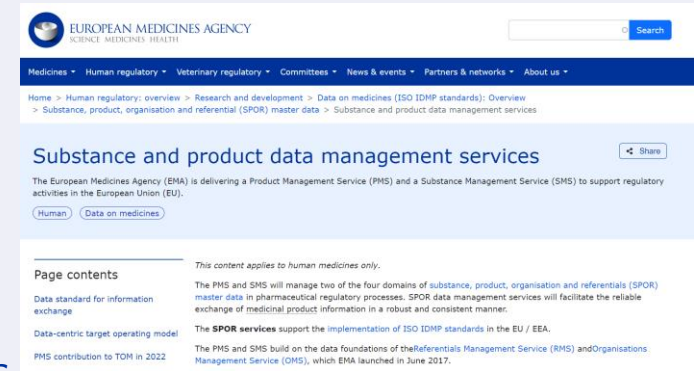 EUROPEAN MEDICINES AGENCY
SCIENCE MEDICINES HEALTH
Search
Medicines Human regulatory Veterinary regulatory Committees News & events Partners & networks About us
Home > Human regulatory: overview > Research and development > Data on medicines (ISO IDMP standards): Overview
> Substance, product, organisation and referential (SPOR) master data > Substance and product data management services
Substance and product data management services
Share
The European Medicines Agency (EMA) is delivering a Product Management Service (PMS) and a Substance Management Service (SMS) to support regulatory
activities in the European Union (EU).
Human Data on medicines
Page contents
Data standard for information
exchange
Data-centric target operating model
PMS contribution to TOM in 2022
This content applies to human medicines only.
The PMS and SMS will manage two of the four domains of substance, product, organisation and referentials (SPOR)
master data in pharmaceutical regulatory processes. SPOR data management services will facilitate the reliable
exchange of medicinal product information in a robust and consistent manner.
The SPOR services support the implementation of ISO IDMP standards in the EU / EEA.
The PMS and SMS build on the data foundations of theReferentials Management Service (RMS) andOrganisations
Management Service (OMS), which EMA launched in June 2017.